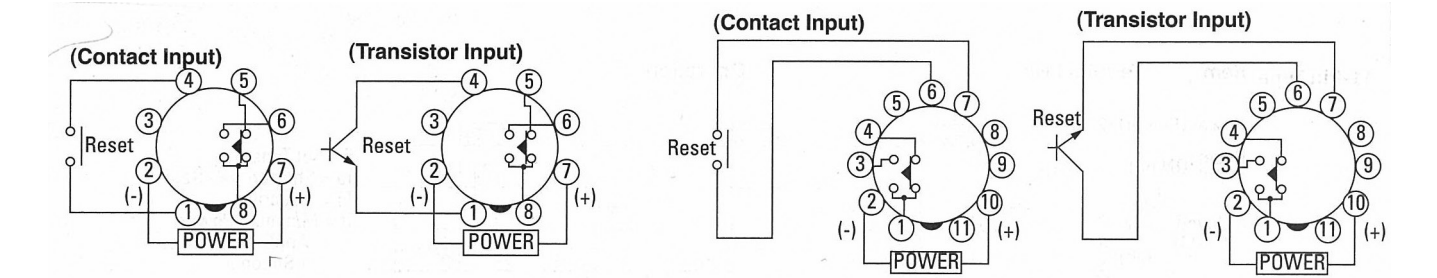 (Contact Input)
4 5
3 6
Reset
2 7
(-) (+)
1 8
POWER
(Transistor Input)
4 5
3 6
Reset
2 7
(-) (+)
1 8
POWER
(Contact Input)
6
5 7
4 8
Reset
3 9
2 10
(-) (+)
1 11
POWER
(Transistor Input)
6
5 7
Reset
4 8
3 9
2 10
(-) (+)
1 11
POWER